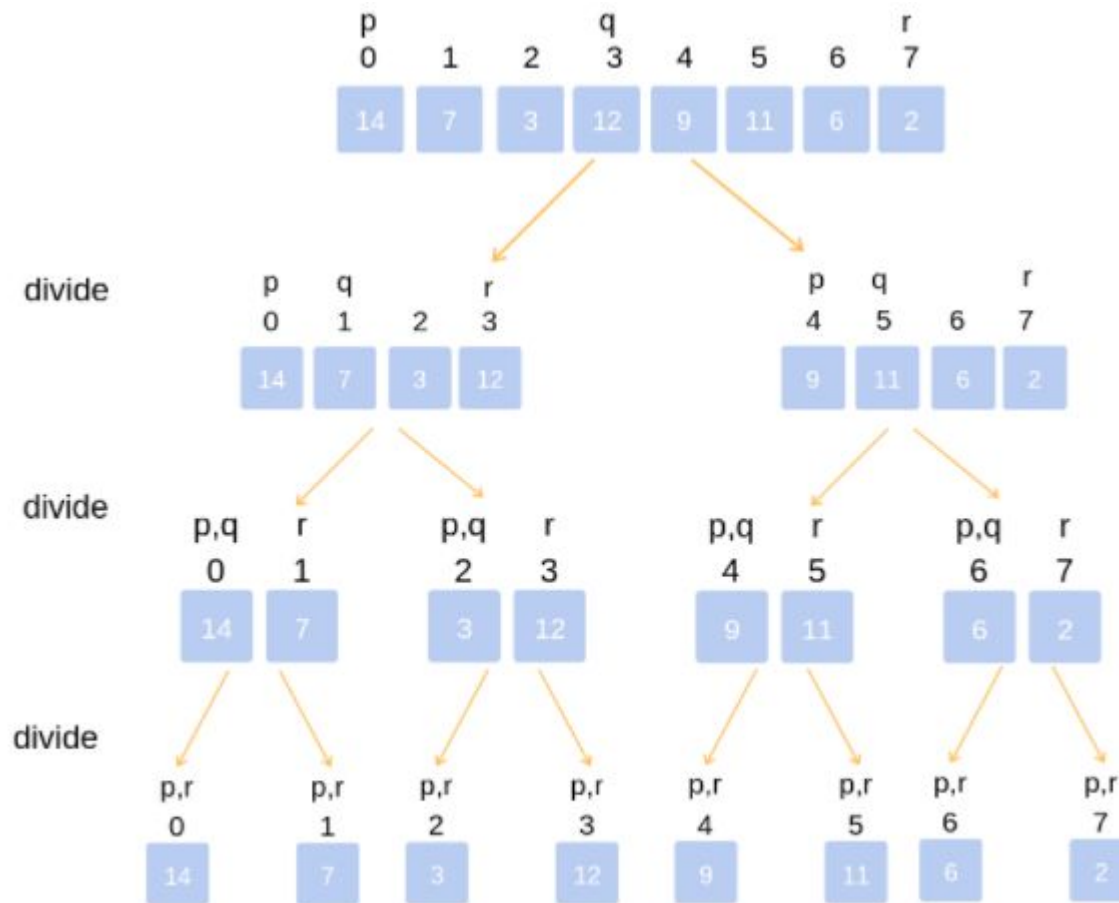 p q r
0 1 2 3 4 5 6 7
14 7 3 12 9 11 6 2
divide
p q r p q r
0 1 2 3 4 5 6 7
14 7 3 12 9 11 6 2
divide
p,q r p,q r p,q r p,q r
0 1 2 3 4 5 6 7
14 7 3 12 9 11 6 2
divide
p,r p,r p,r p,r p,r p,r p,r p,r
0 1 2 3 4 5 6 7
14 7 3 12 9 11 6 2